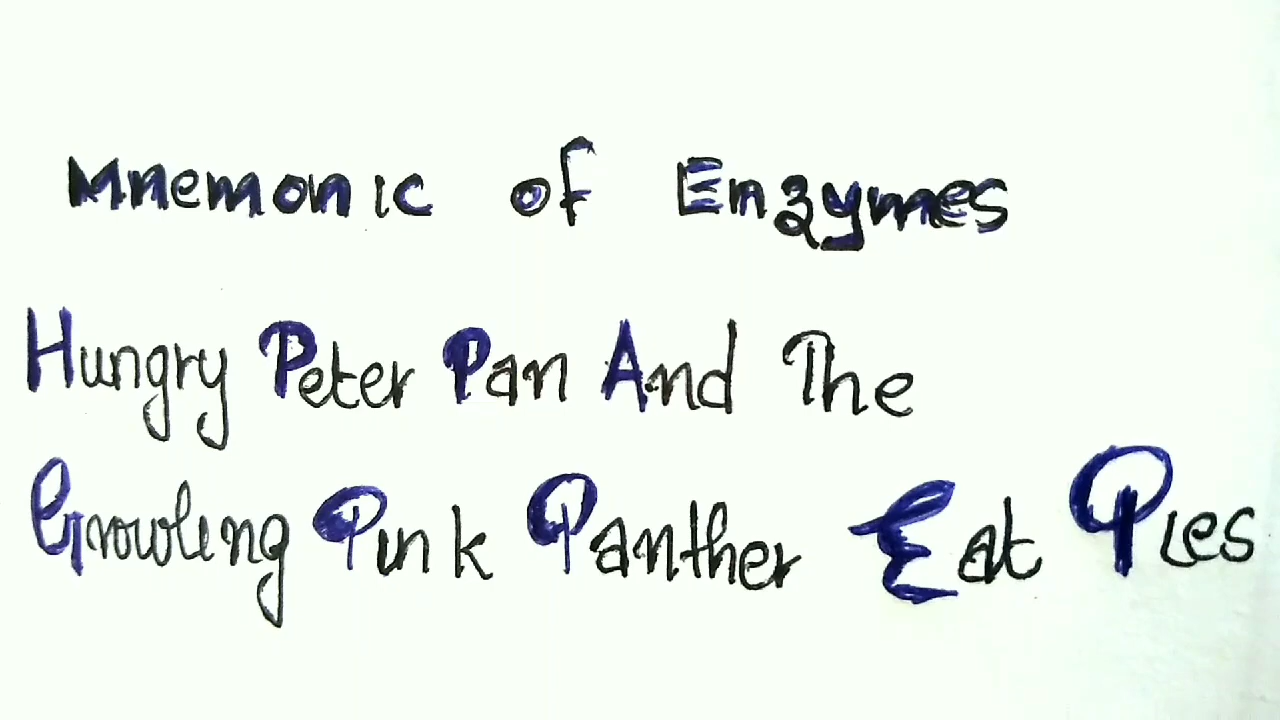 Mnemonic of Enzymes
Hungry Peter Pan And The
Growling Pink Panther Eat Pies